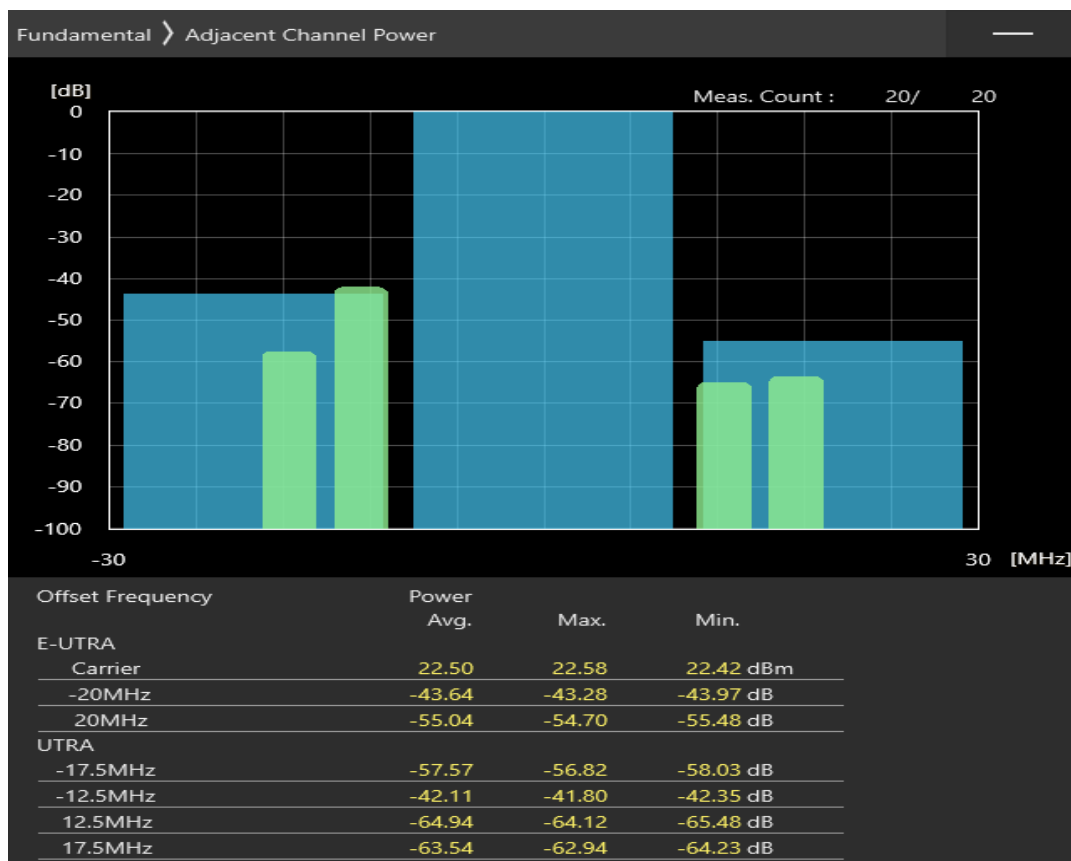 Fundamental ❯ Adjacent Channel Power
[dB]
Meas. Count : 20/ 20
0
-10
-20
-30
-40
-50
-60
-70
-80
-90
-100
-30 30 [MHz]
Offset Frequency Power
Avg. Max. Min.
E-UTRA
Carrier 22.50 22.58 22.42 dBm
-20MHz -43.64 -43.28 -43.97 dB
20MHz -55.04 -54.70 -55.48 dB
UTRA
-17.5MHz -57.57 -56.82 -58.03 dB
-12.5MHz -42.11 -41.80 -42.35 dB
12.5MHz -64.94 -64.12 -65.48 dB
17.5MHz -63.54 -62.94 -64.23 dB